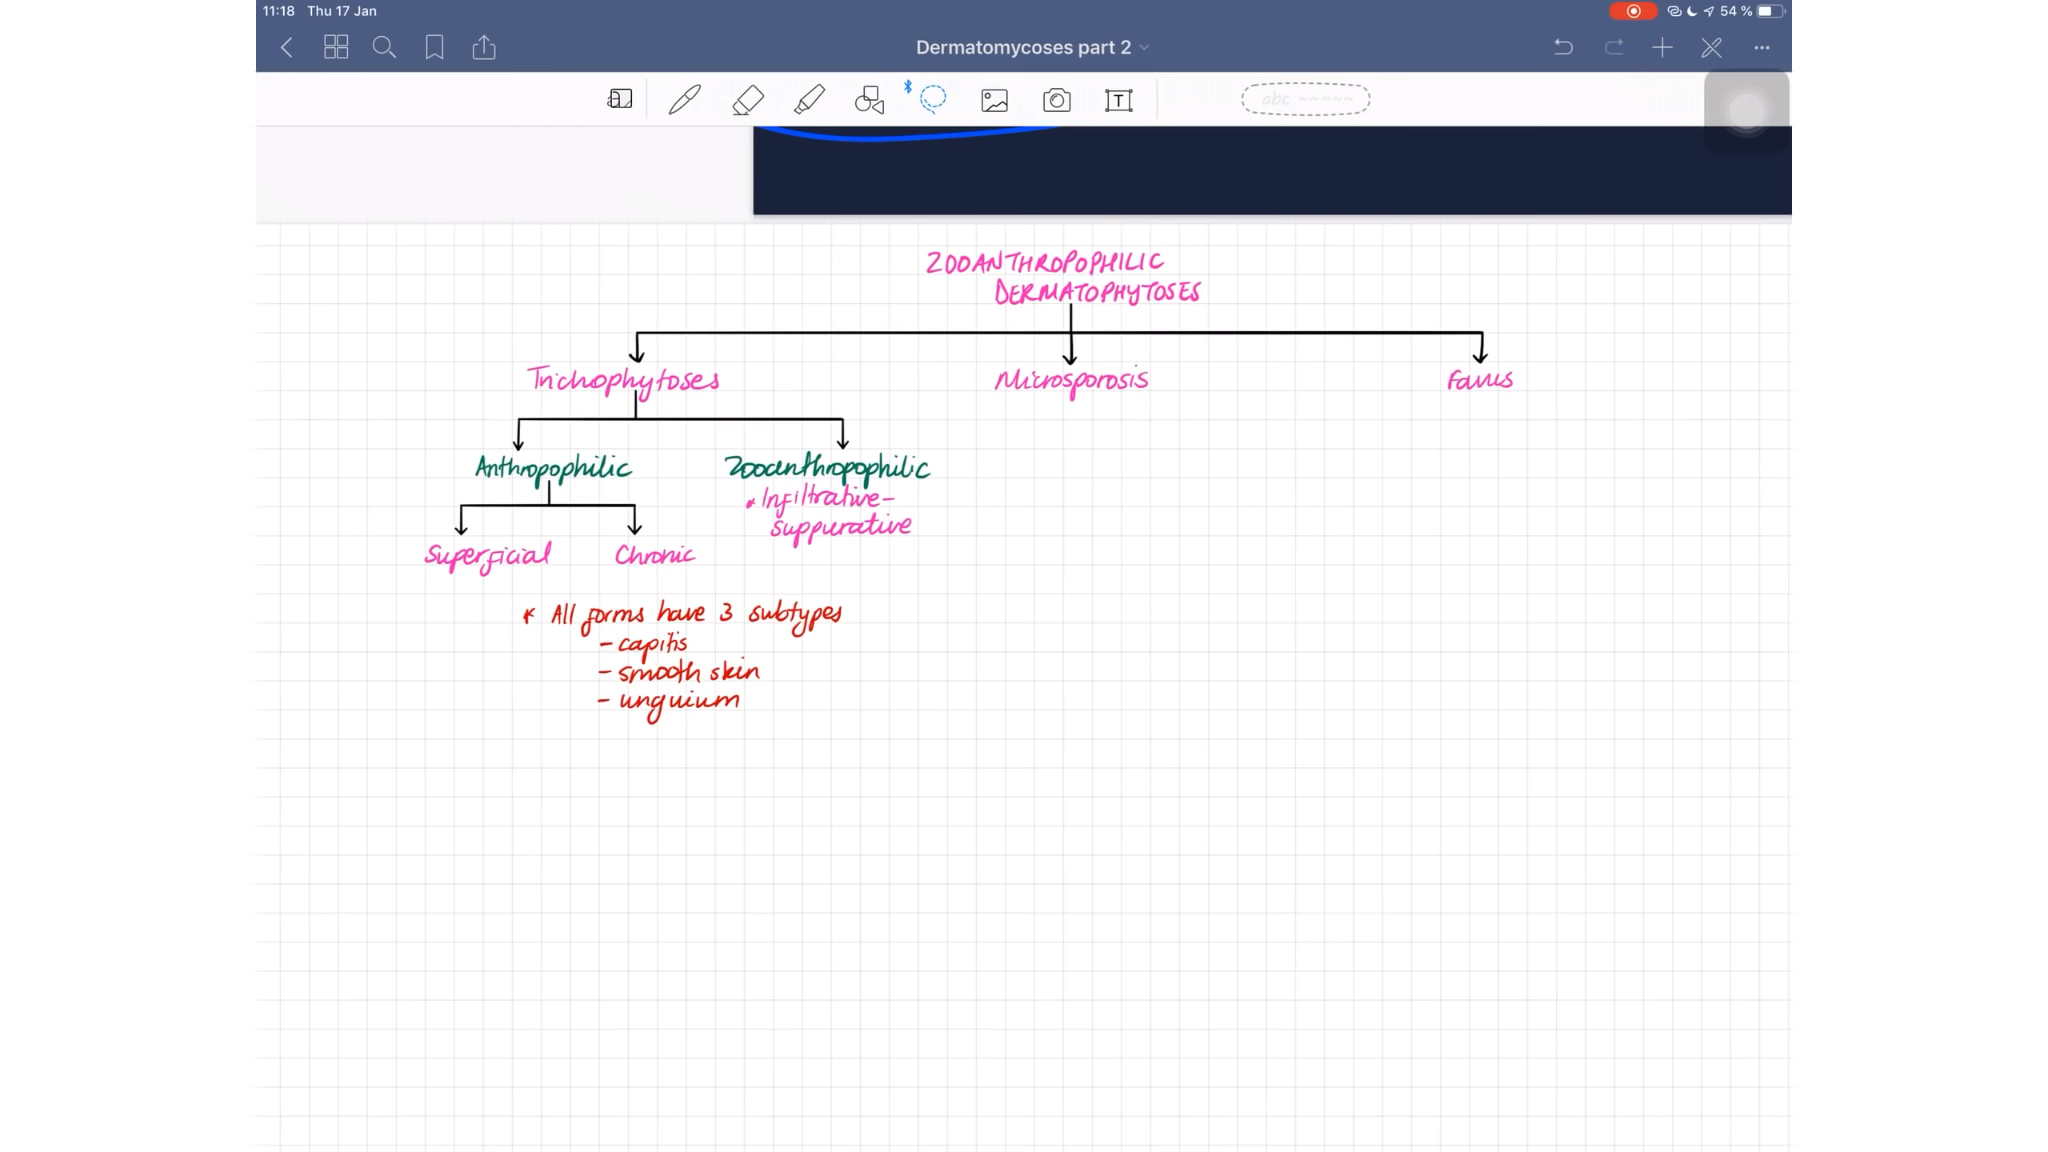 11:18 Thu 17 Jan
54 %
Dermatomycoses part 2
abc
ZOOANTHROPOPHILIC
DERMATOPHYTOSES
Trichophytoses
Microsporosis
Favus
Anthropophilic
Zooanthropophilic
* Infiltrative-
suppurative
Superficial
Chronic
* All forms have 3 subtypes
- capitis
- smooth skin
- unguium